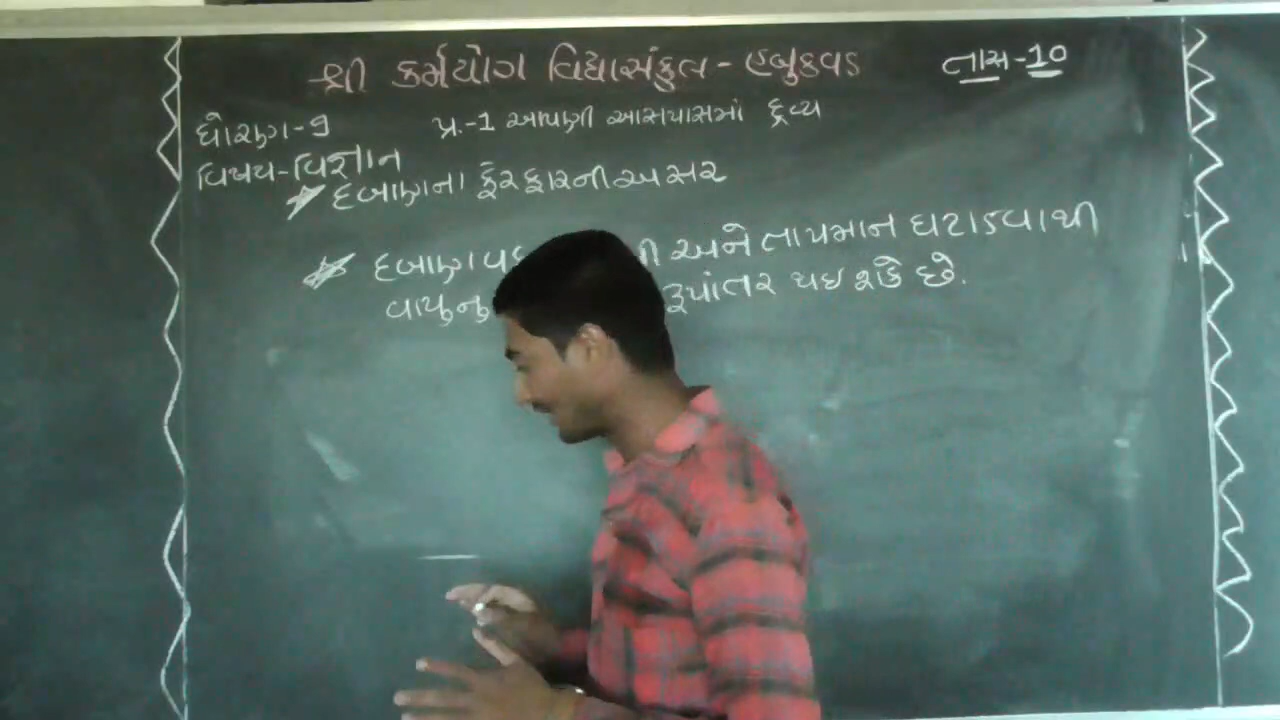 શ્રી કર્મયોગ વિદ્યાસંકુલ - હબુકવડ
તાસ-10
ધોરણ-9
પ્ર.-1 આપણી આસપાસમાં દ્રવ્ય
વિષય-વિજ્ઞાન
દબાણના ફેરફારની અસર
દબાણ અને તાપમાન ઘટાડવાથી
વાયુનુ રૂપાંતર થઇ શકે છે.